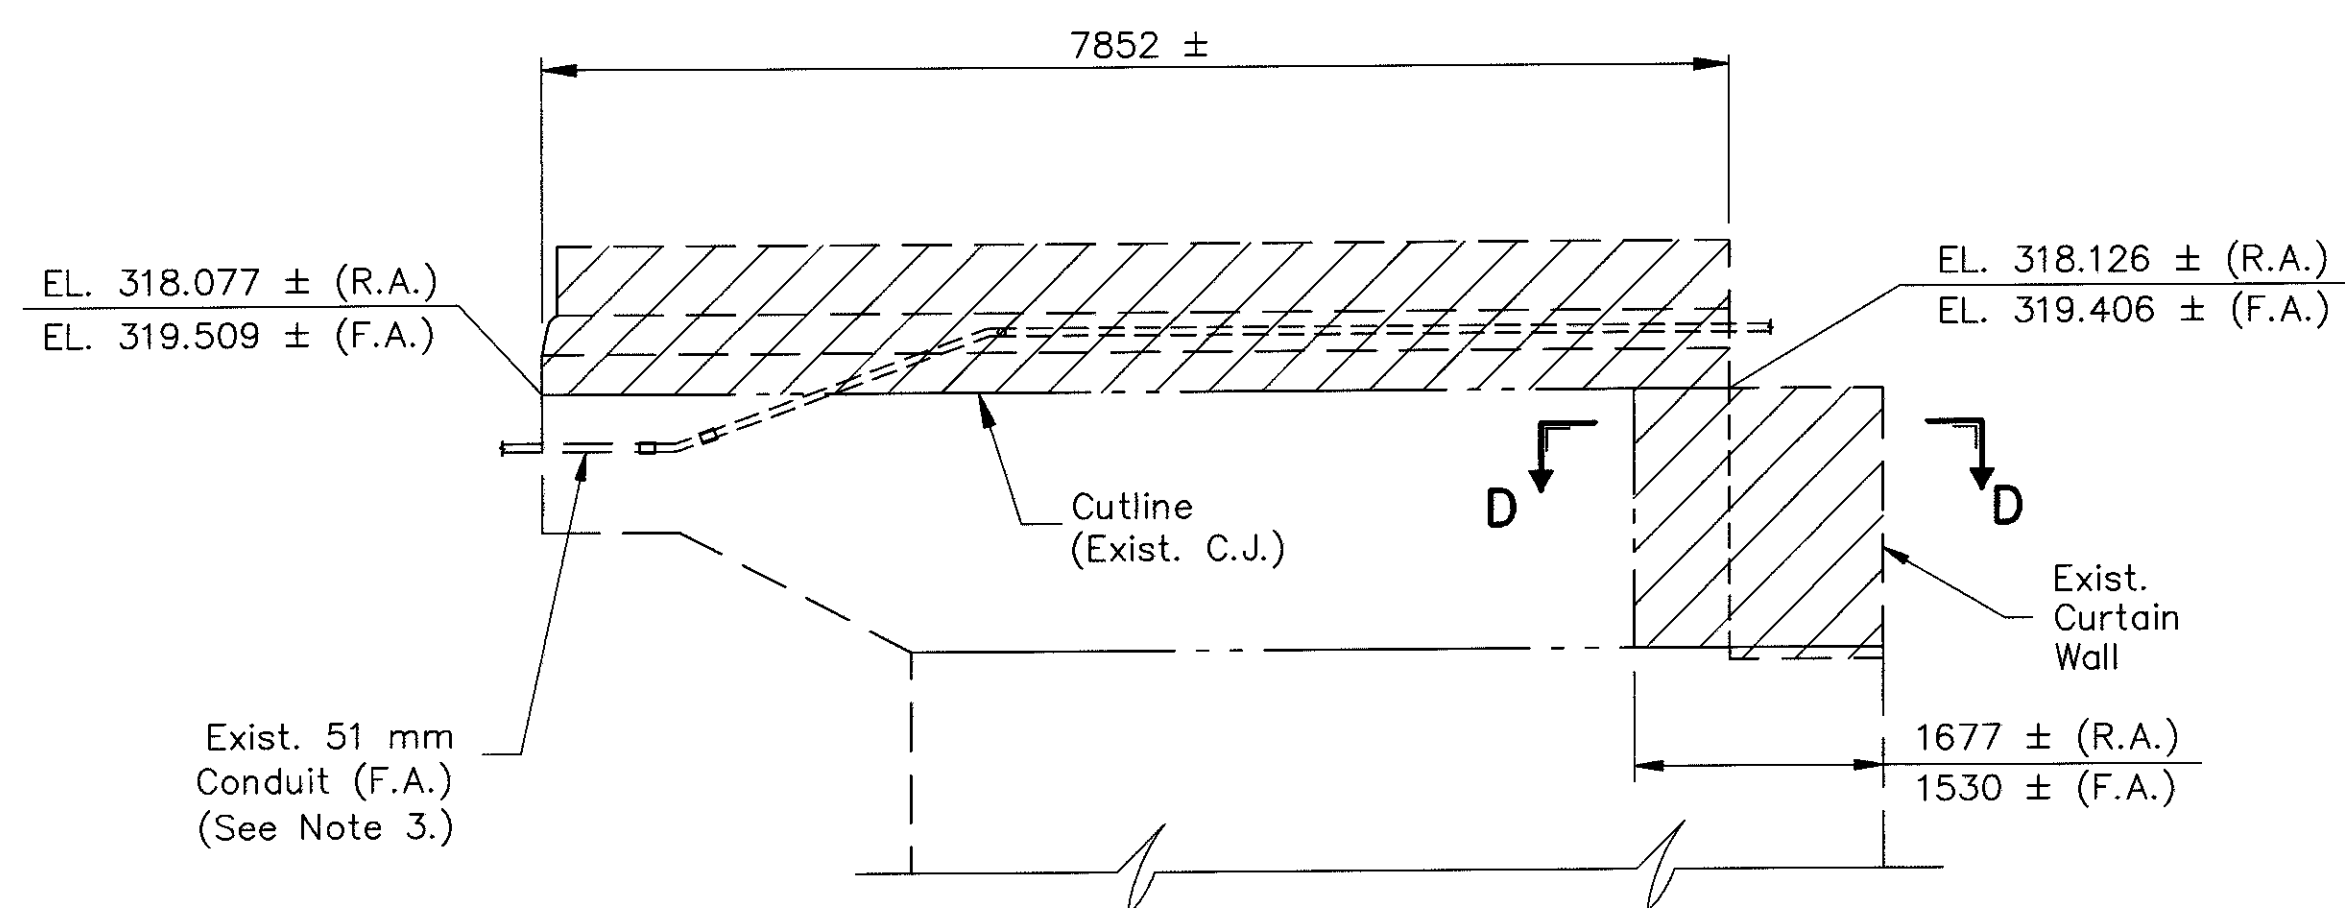 7852 ±
EL. 318.077 ± (R.A.)
EL. 319.509 ± (F.A.)
EL. 318.126 ± (R.A.)
EL. 319.406 ± (F.A.)
D
D
Cutline
(Exist. C.J.)
Exist.
Curtain
Wall
Exist. 51 mm
Conduit (F.A.)
(See Note 3.)
1677 ± (R.A.)
1530 ± (F.A.)